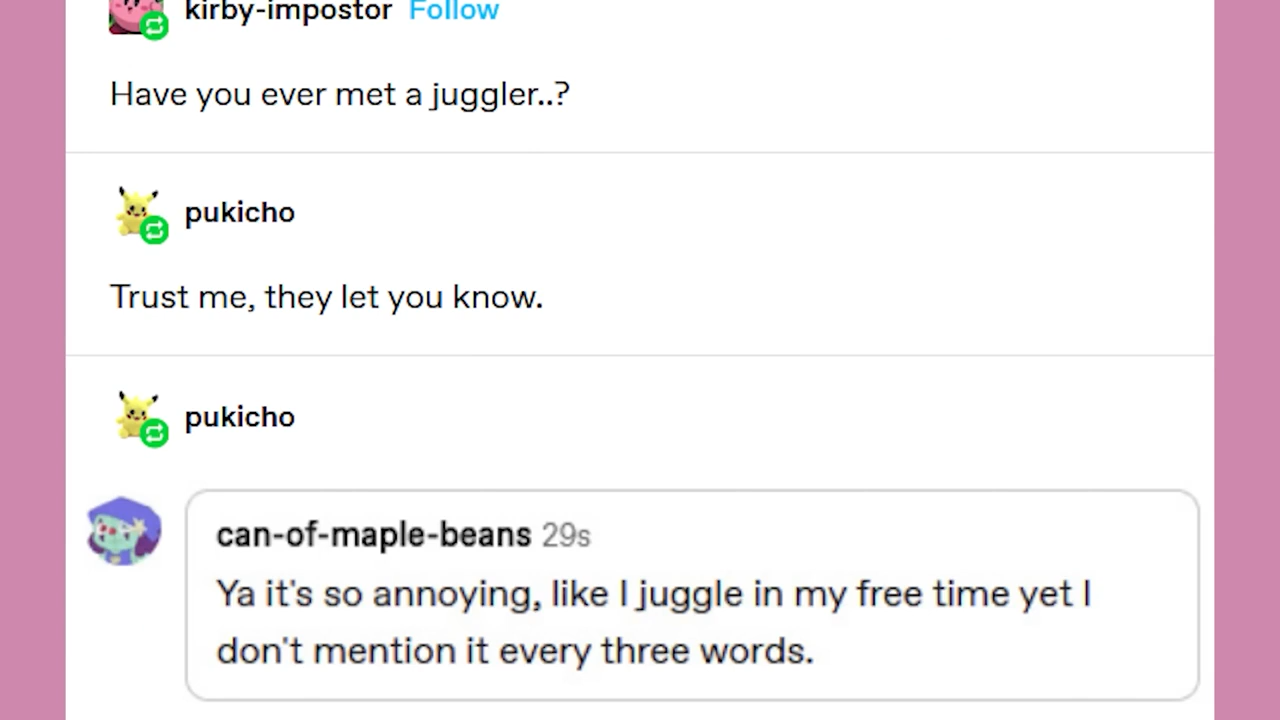 kirby-impostor Follow
Have you ever met a juggler..?
pukicho
Trust me, they let you know.
pukicho
can-of-maple-beans 29s
Ya it's so annoying, like I juggle in my free time yet I
don't mention it every three words.